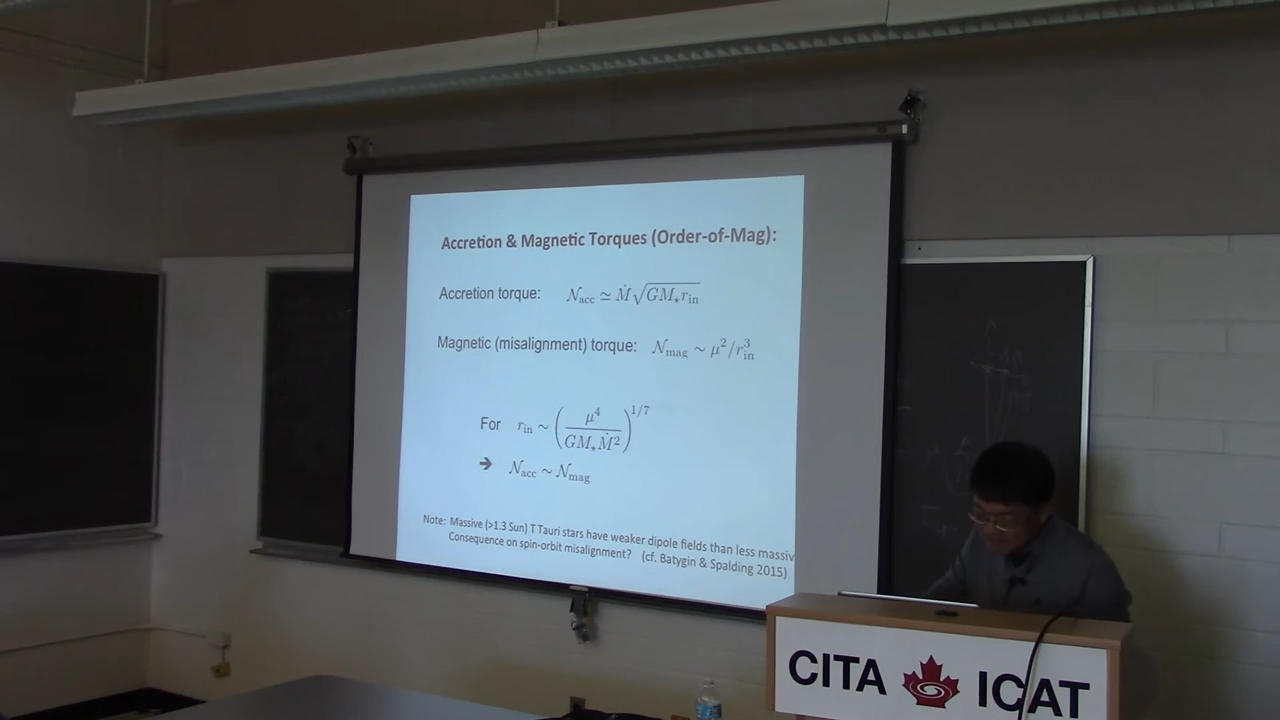 Accretion & Magnetic Torques (Order-of-Mag):
Accretion torque: 𝒩acc ≃ Ṁ√(GM⋆rin)
Magnetic (misalignment) torque: 𝒩mag ∼ μ²/r³in
For rin ∼ (μ⁴/GM⋆Ṁ²)^1/7
➔ 𝒩acc ∼ 𝒩mag
Note: Massive (>1.3 Sun) T Tauri stars have weaker dipole fields than less massiv
Consequence on spin-orbit misalignment? (cf. Batygin & Spalding 2015)
CITA ICAT